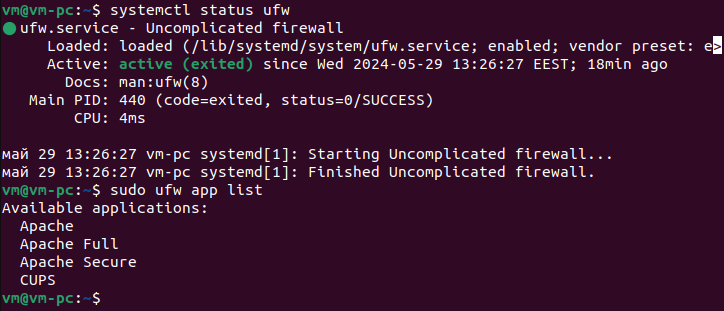 vm@vm-pc:~$ systemctl status ufw
●ufw.service - Uncomplicated firewall
     Loaded: loaded (/lib/systemd/system/ufw.service; enabled; vendor preset: e>
     Active: active (exited) since Wed 2024-05-29 13:26:27 EEST; 18min ago
       Docs: man:ufw(8)
   Main PID: 440 (code=exited, status=0/SUCCESS)
        CPU: 4ms

май 29 13:26:27 vm-pc systemd[1]: Starting Uncomplicated firewall...
май 29 13:26:27 vm-pc systemd[1]: Finished Uncomplicated firewall.
vm@vm-pc:~$ sudo ufw app list
Available applications:
  Apache
  Apache Full
  Apache Secure
  CUPS
vm@vm-pc:~$